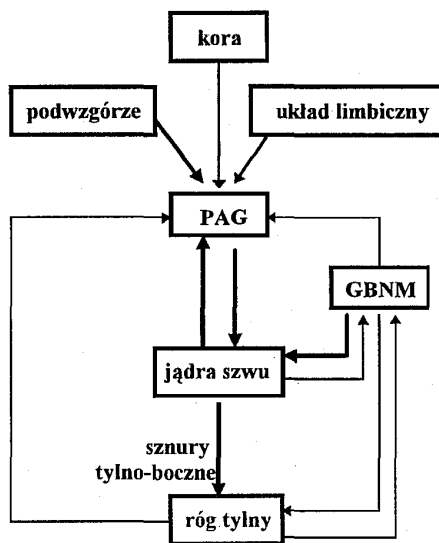 kora
podwzgórze
układ limbiczny
PAG
GBNM
jądra szwu
sznury
tylno-boczne
róg tylny